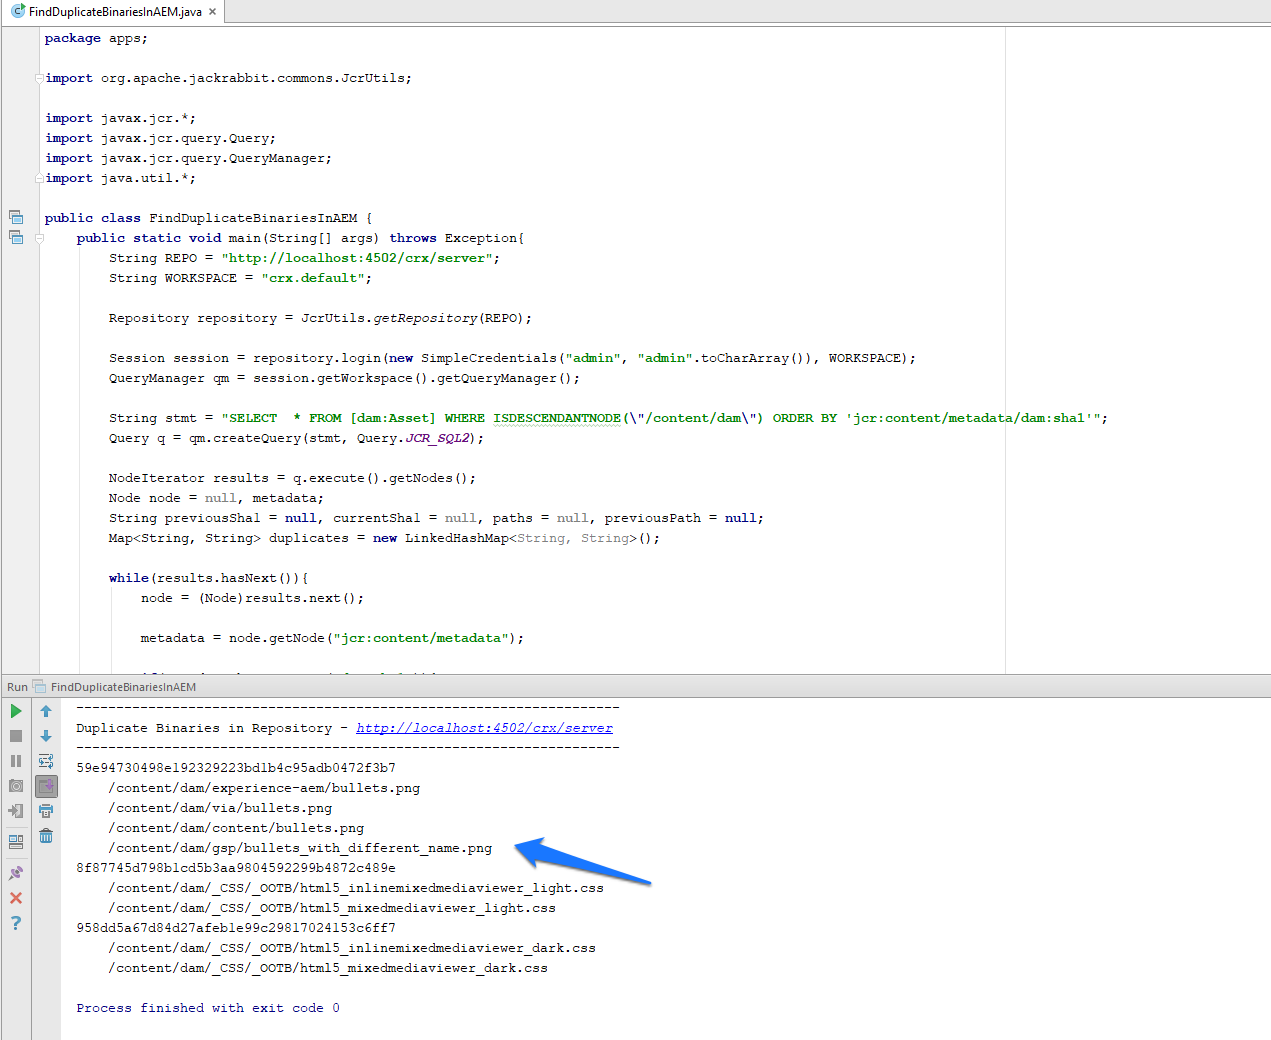 FindDuplicateBinariesInAEM.java ×
package apps;
import org.apache.jackrabbit.commons.JcrUtils;
import javax.jcr.*;
import javax.jcr.query.Query;
import javax.jcr.query.QueryManager;
import java.util.*;
public class FindDuplicateBinariesInAEM {
public static void main(String[] args) throws Exception{
String REPO = "http://localhost:4502/crx/server";
String WORKSPACE = "crx.default";
Repository repository = JcrUtils.getRepository(REPO);
Session session = repository.login(new SimpleCredentials("admin", "admin".toCharArray()), WORKSPACE);
QueryManager qm = session.getWorkspace().getQueryManager();
String stmt = "SELECT  * FROM [dam:Asset] WHERE ISDESCENDANTNODE(\"/content/dam\") ORDER BY 'jcr:content/metadata/dam:sha1'";
Query q = qm.createQuery(stmt, Query.JCR_SQL2);
NodeIterator results = q.execute().getNodes();
Node node = null, metadata;
String previousSha1 = null, currentSha1 = null, paths = null, previousPath = null;
Map<String, String> duplicates = new LinkedHashMap<String, String>();
while(results.hasNext()){
node = (Node)results.next();
metadata = node.getNode("jcr:content/metadata");
Run FindDuplicateBinariesInAEM
--------------------------------------------------------------------
Duplicate Binaries in Repository - http://localhost:4502/crx/server
--------------------------------------------------------------------
59e94730498e192329223bd1b4c95adb0472f3b7
/content/dam/experience-aem/bullets.png
/content/dam/via/bullets.png
/content/dam/content/bullets.png
/content/dam/gsp/bullets_with_different_name.png
8f87745d798b1cd5b3aa9804592299b4872c489e
/content/dam/_CSS/_OOTB/html5_inlinemixedmediaviewer_light.css
/content/dam/_CSS/_OOTB/html5_mixedmediaviewer_light.css
958dd5a67d84d27afeb1e99c29817024153c6ff7
/content/dam/_CSS/_OOTB/html5_inlinemixedmediaviewer_dark.css
/content/dam/_CSS/_OOTB/html5_mixedmediaviewer_dark.css
Process finished with exit code 0